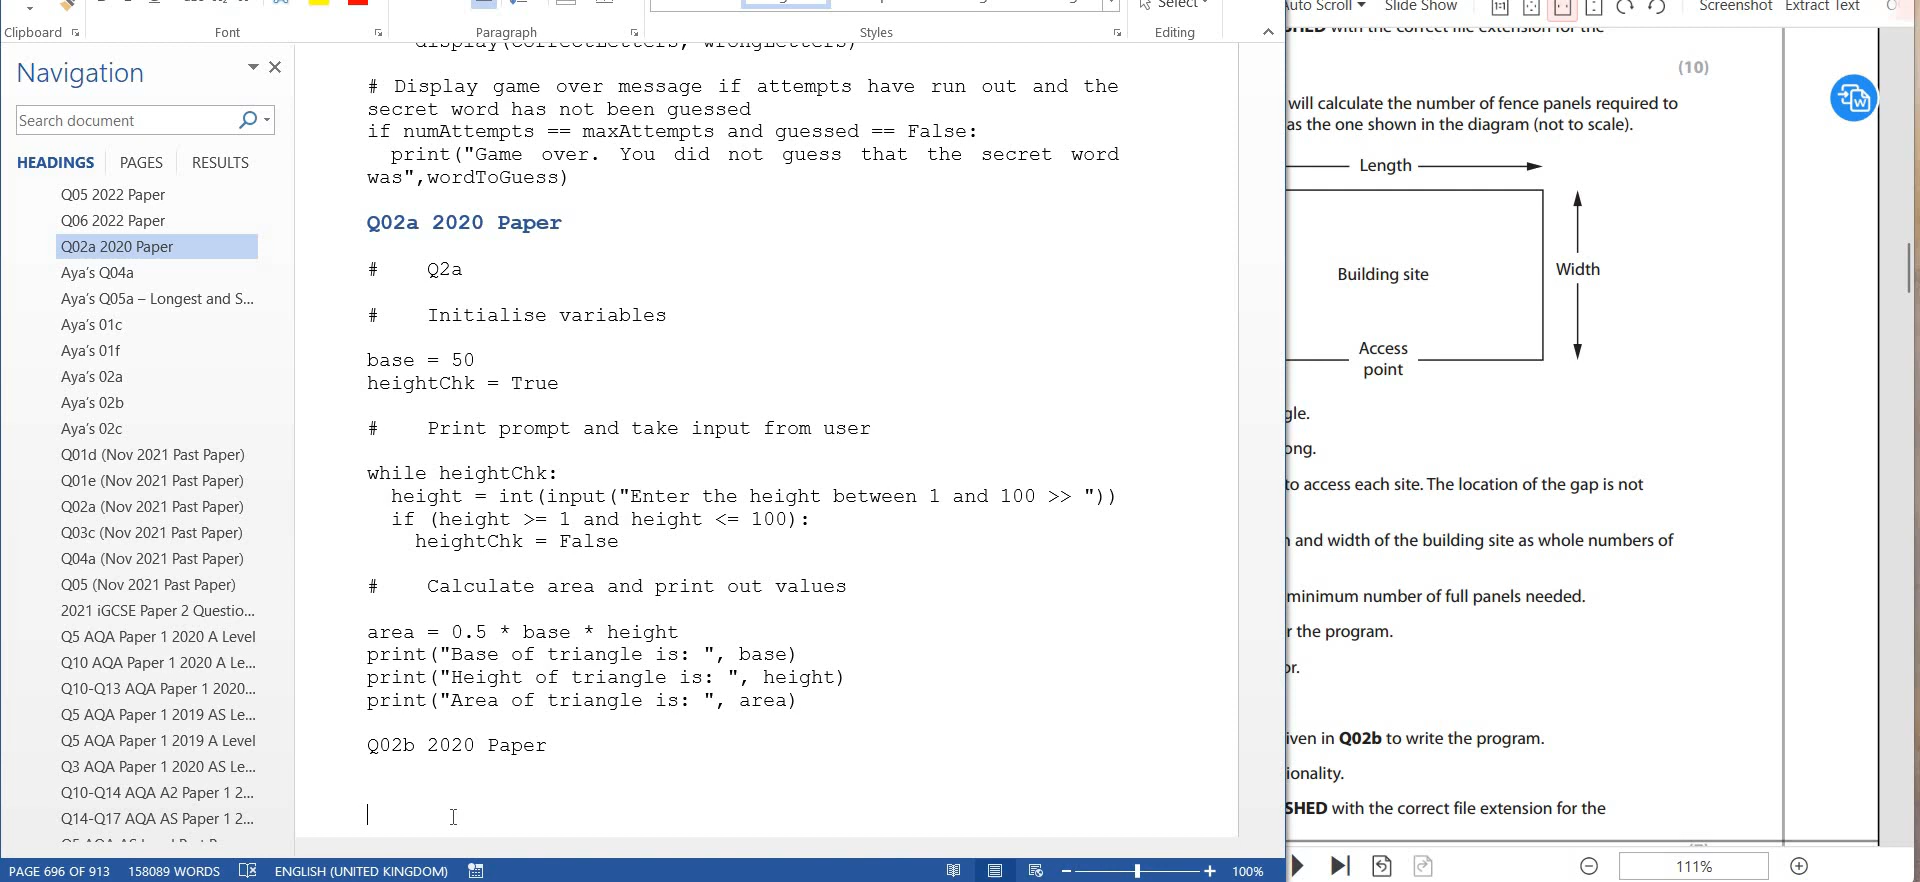 Clipboard
Font
Paragraph
Styles
Select
Editing
Navigation
Search document
HEADINGS
PAGES
RESULTS
Q05 2022 Paper
Q06 2022 Paper
Q02a 2020 Paper
Aya's Q04a
Aya's Q05a – Longest and S...
Aya's 01c
Aya's 01f
Aya's 02a
Aya's 02b
Aya's 02c
Q01d (Nov 2021 Past Paper)
Q01e (Nov 2021 Past Paper)
Q02a (Nov 2021 Past Paper)
Q03c (Nov 2021 Past Paper)
Q04a (Nov 2021 Past Paper)
Q05 (Nov 2021 Past Paper)
2021 iGCSE Paper 2 Questio...
Q5 AQA Paper 1 2020 A Level
Q10 AQA Paper 1 2020 A Le...
Q10-Q13 AQA Paper 1 2020...
Q5 AQA Paper 1 2019 AS Le...
Q5 AQA Paper 1 2019 A Level
Q3 AQA Paper 1 2020 AS Le...
Q10-Q14 AQA A2 Paper 1 2...
Q14-Q17 AQA AS Paper 1 2...
display(correctLetters, wrongLetters)
# Display game over message if attempts have run out and the
secret word has not been guessed
if numAttempts == maxAttempts and guessed == False:
print("Game over. You did not guess that the secret word
was",wordToGuess)
Q02a 2020 Paper
# Q2a
# Initialise variables
base = 50
heightChk = True
# Print prompt and take input from user
while heightChk:
height = int(input("Enter the height between 1 and 100 >> "))
if (height >= 1 and height <= 100):
heightChk = False
# Calculate area and print out values
area = 0.5 * base * height
print("Base of triangle is: ", base)
print("Height of triangle is: ", height)
print("Area of triangle is: ", area)
Q02b 2020 Paper
PAGE 696 OF 913
158089 WORDS
ENGLISH (UNITED KINGDOM)
100%
uto Scroll
Slide Show
Screenshot
Extract Text
SHED with the correct file extension for the
(10)
will calculate the number of fence panels required to
as the one shown in the diagram (not to scale).
Length
Building site
Width
Access
point
gle.
ong.
to access each site. The location of the gap is not
n and width of the building site as whole numbers of
minimum number of full panels needed.
r the program.
or.
iven in Q02b to write the program.
ionality.
SHED with the correct file extension for the
111%